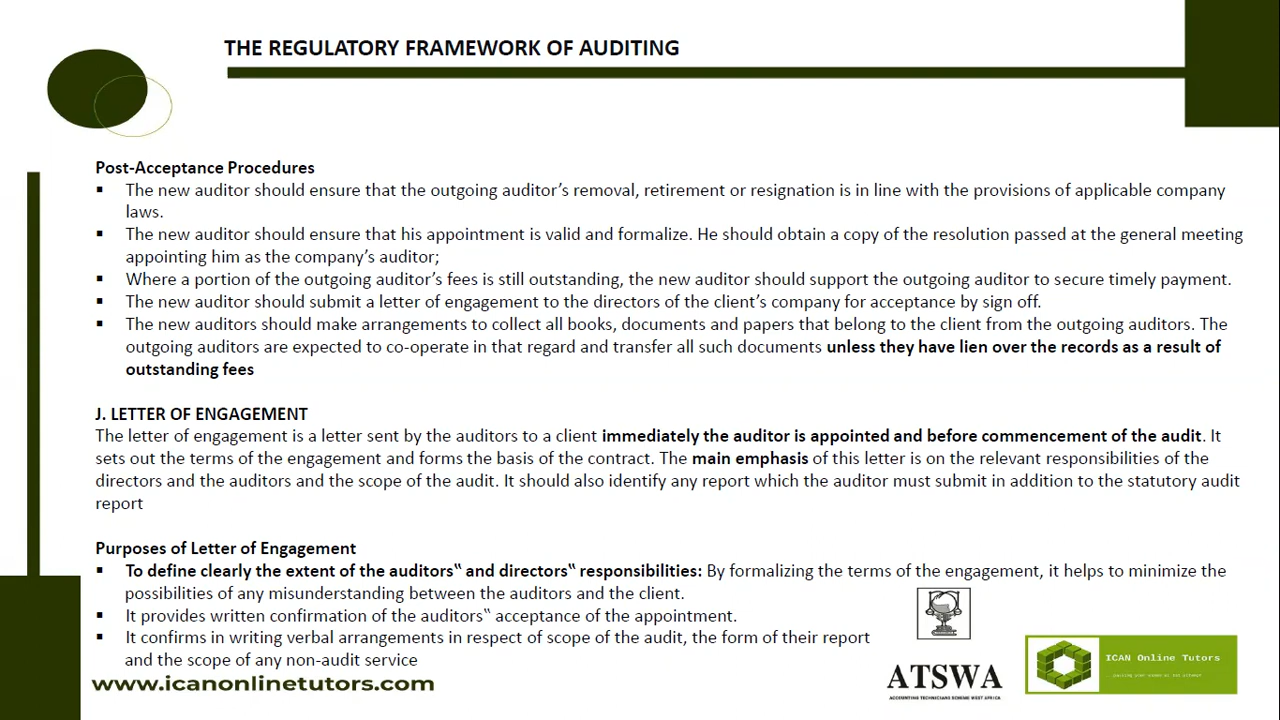 THE REGULATORY FRAMEWORK OF AUDITING
Post-Acceptance Procedures
▪ The new auditor should ensure that the outgoing auditor’s removal, retirement or resignation is in line with the provisions of applicable company
laws.
▪ The new auditor should ensure that his appointment is valid and formalize. He should obtain a copy of the resolution passed at the general meeting
appointing him as the company’s auditor;
▪ Where a portion of the outgoing auditor’s fees is still outstanding, the new auditor should support the outgoing auditor to secure timely payment.
▪ The new auditor should submit a letter of engagement to the directors of the client’s company for acceptance by sign off.
▪ The new auditors should make arrangements to collect all books, documents and papers that belong to the client from the outgoing auditors. The
outgoing auditors are expected to co-operate in that regard and transfer all such documents unless they have lien over the records as a result of
outstanding fees
J. LETTER OF ENGAGEMENT
The letter of engagement is a letter sent by the auditors to a client immediately the auditor is appointed and before commencement of the audit. It
sets out the terms of the engagement and forms the basis of the contract. The main emphasis of this letter is on the relevant responsibilities of the
directors and the auditors and the scope of the audit. It should also identify any report which the auditor must submit in addition to the statutory audit
report
Purposes of Letter of Engagement
▪ To define clearly the extent of the auditors‟ and directors‟ responsibilities: By formalizing the terms of the engagement, it helps to minimize the
possibilities of any misunderstanding between the auditors and the client.
▪ It provides written confirmation of the auditors‟ acceptance of the appointment.
▪ It confirms in writing verbal arrangements in respect of scope of the audit, the form of their report
and the scope of any non-audit service
www.icanonlinetutors.com
ATSWA
ACCOUNTING TECHNICIANS SCHEME WEST AFRICA
ICAN Online Tutors